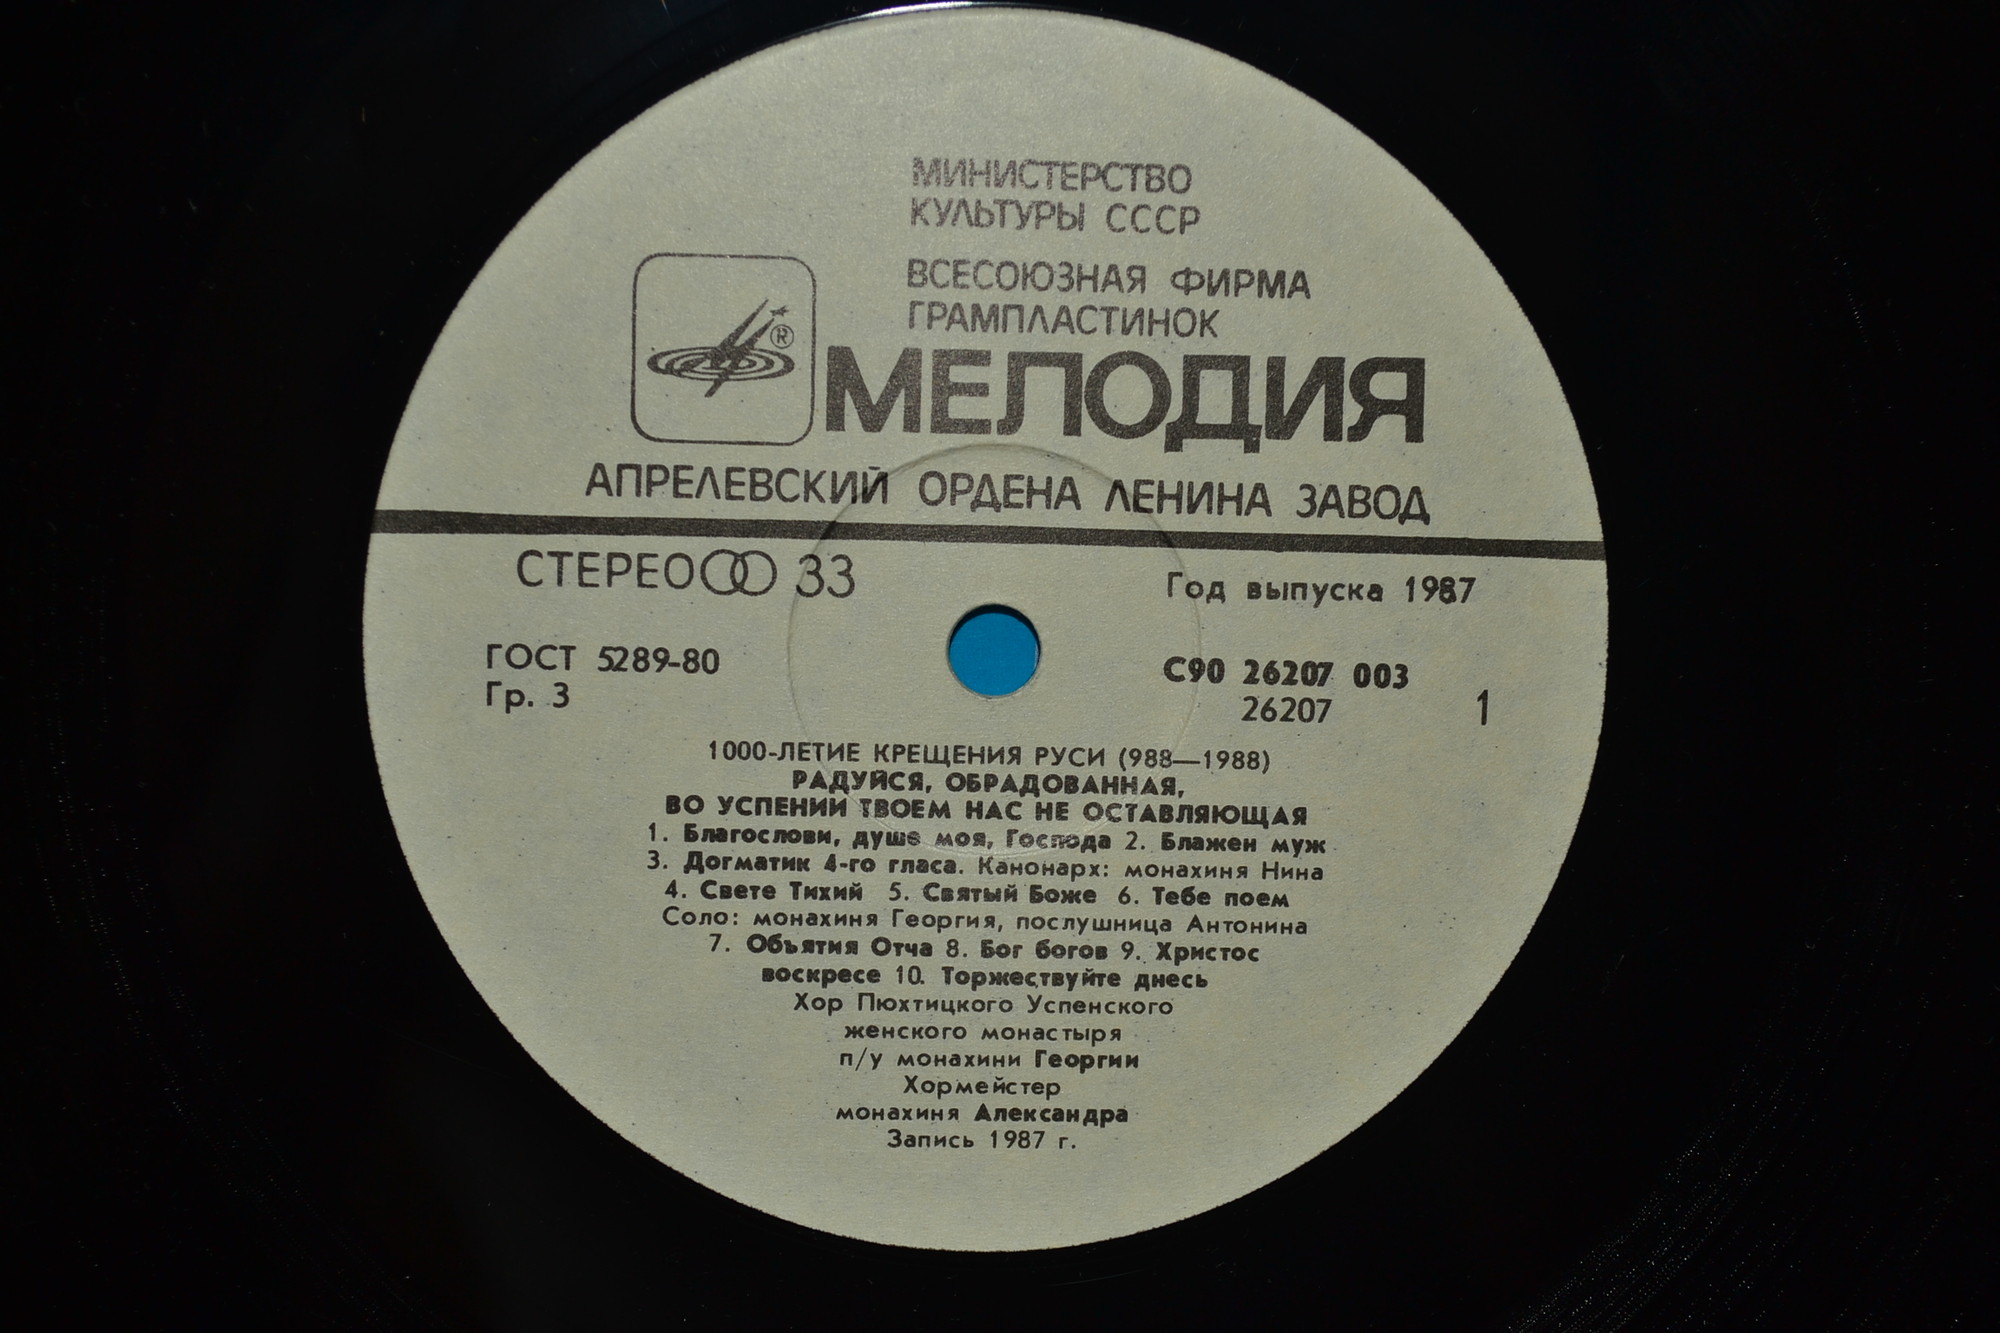 МИНИСТЕРСТВО
КУЛЬТУРЫ СССР
ВСЕСОЮЗНАЯ ФИРМА
ГРАМПЛАСТИНОК
®
МЕЛОДИЯ
АПРЕЛЕВСКИЙ ОРДЕНА ЛЕНИНА ЗАВОД
СТЕРЕО 33
Год выпуска 1987
ГОСТ 5289-80
Гр. 3
С90 26207 003
26207
1
1000-ЛЕТИЕ КРЕЩЕНИЯ РУСИ (988—1988)
РАДУЙСЯ, ОБРАДОВАННАЯ,
ВО УСПЕНИИ ТВОЕМ НАС НЕ ОСТАВЛЯЮЩАЯ
1. Благослови, душе моя, Господа 2. Блажен муж
3. Догматик 4-го гласа. Канонарх: монахиня Нина
4. Свете Тихий 5. Святый Боже 6. Тебе поем
Соло: монахиня Георгия, послушница Антонина
7. Объятия Отча 8. Бог богов 9. Христос
воскресе 10. Торжествуйте днесь
Хор Пюхтицкого Успенского
женского монастыря
п/у монахини Георгии
Хормейстер
монахиня Александра
Запись 1987 г.